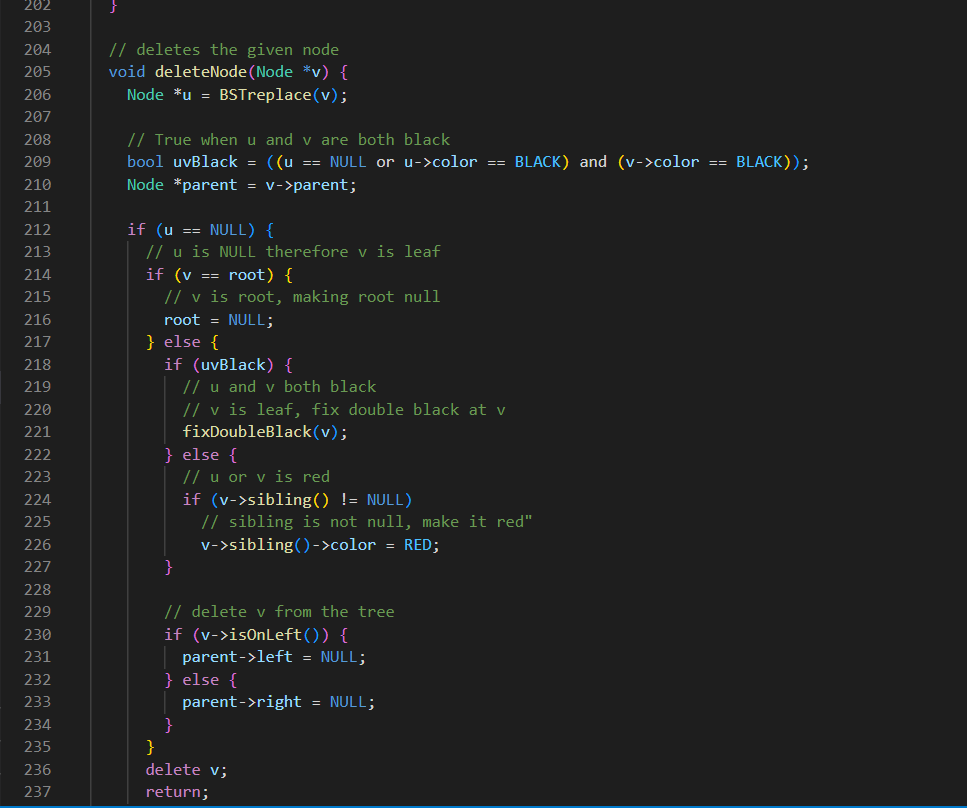 202 }
203
204 // deletes the given node
205 void deleteNode(Node *v) {
206 Node *u = BSTreplace(v);
207
208 // True when u and v are both black
209 bool uvBlack = ((u == NULL or u->color == BLACK) and (v->color == BLACK));
210 Node *parent = v->parent;
211
212 if (u == NULL) {
213 // u is NULL therefore v is leaf
214 if (v == root) {
215 // v is root, making root null
216 root = NULL;
217 } else {
218 if (uvBlack) {
219 // u and v both black
220 // v is leaf, fix double black at v
221 fixDoubleBlack(v);
222 } else {
223 // u or v is red
224 if (v->sibling() != NULL)
225 // sibling is not null, make it red"
226 v->sibling()->color = RED;
227 }
228
229 // delete v from the tree
230 if (v->isOnLeft()) {
231 parent->left = NULL;
232 } else {
233 parent->right = NULL;
234 }
235 }
236 delete v;
237 return;